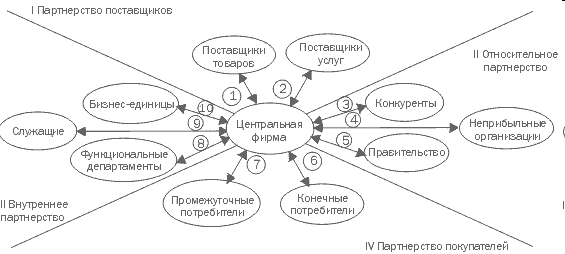 I Партнерство поставщиков
Поставщики
товаров
Поставщики
услуг
II Относительное
партнерство
1
2
Бизнес-единицы
10
3
Конкуренты
Служащие
9
Центральная
фирма
4
Неприбыльные
организации
Функциональные
департаменты
8
5
Правительство
7
6
II Внутреннее
партнерство
Промежуточные
потребители
Конечные
потребители
IV Партнерство покупателей